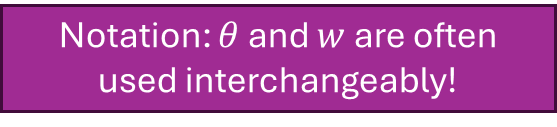 Notation: θ and w are often
used interchangeably!